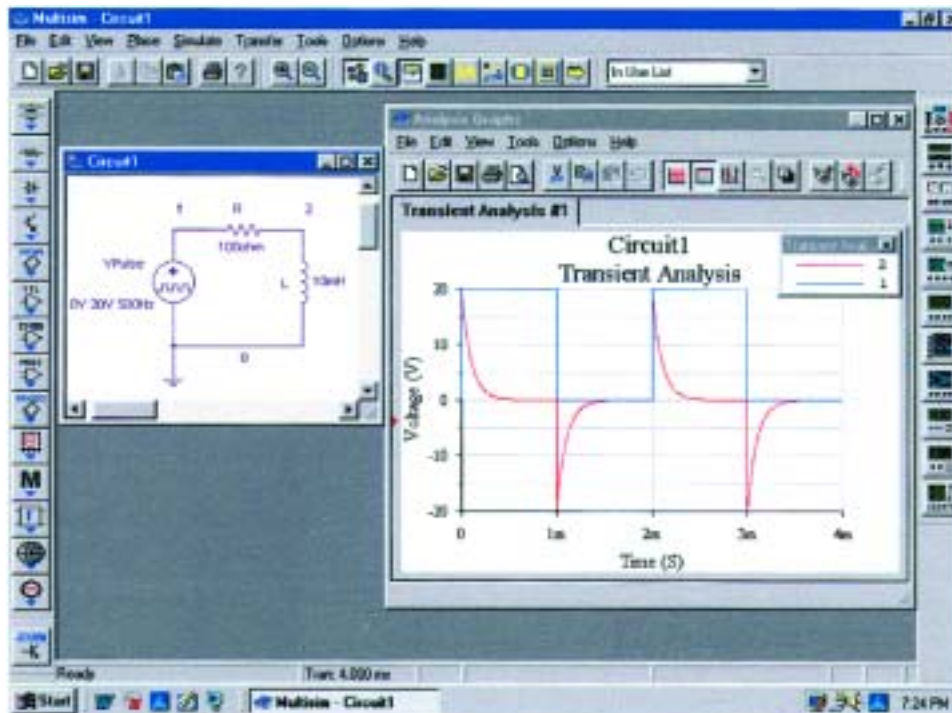 Multisim - Circuit1
File Edit View Place Simulate Transfer Tools Options Help
In Use List
Analysis Graphs
File Edit View Tools Options Help
Circuit1
Transient Analysis #1
1 R 2
100ohm
VPulse
L 10mH
0V 20V 500Hz
0
Circuit1
Transient Analysis
2
1
20
10
0
-10
-20
Voltage (V)
0 1m 2m 3m 4m
Time (S)
M
Ready Tran: 4.000 ms
Start Multisim - Circuit1 7:24 PM